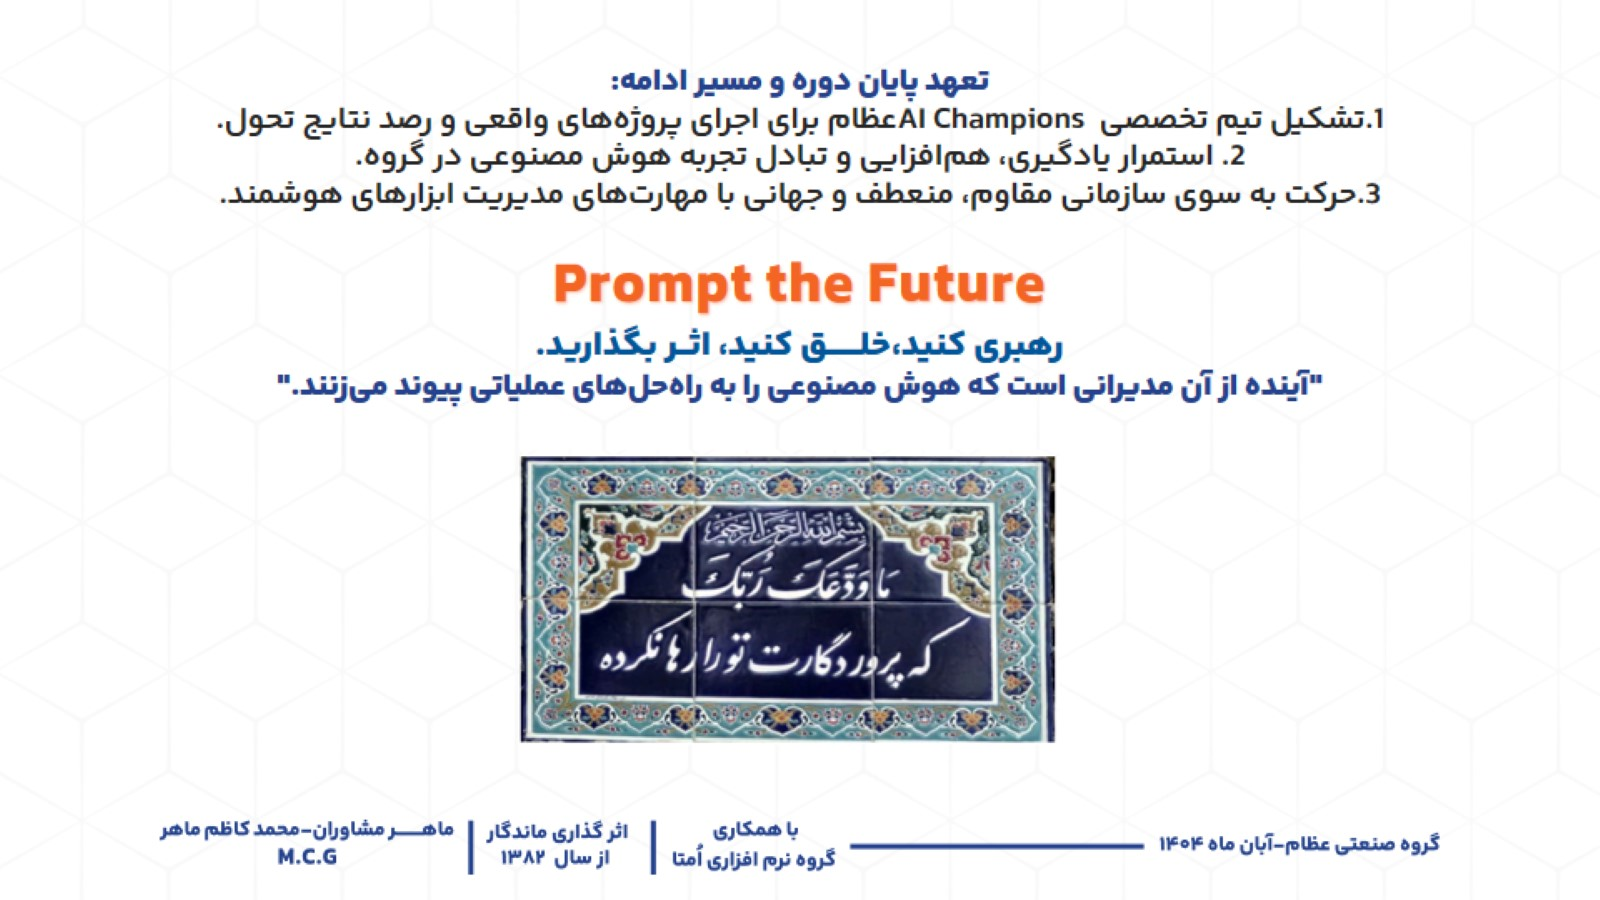 تعهد پایان دوره و مسیر ادامه:
1.تشکیل تیم تخصصی AI Champions عظام برای اجرای پروژه‌های واقعی و رصد نتایج تحول.
2. استمرار یادگیری، هم‌افزایی و تبادل تجربه هوش مصنوعی در گروه.
3.حرکت به سوی سازمانی مقاوم، منعطف و جهانی با مهارت‌های مدیریت ابزارهای هوشمند.
Prompt the Future
رهبری کنید،خلــق کنید، اثـر بگذارید.
"آینده از آن مدیرانی است که هوش مصنوعی را به راه‌حل‌های عملیاتی پیوند می‌زنند."
بسم الله الرحمن الرحیم
مَا وَدَّعَکَ رَبُّکَ
که پروردگارت تو را رها نکرده
گروه صنعتی عظام-آبان ماه ۱۴۰۴
با همکاری
گروه نرم افزاری اُمتا
اثر گذاری ماندگار
از سال ۱۳۸۲
ماهــر مشاوران-محمد کاظم ماهر
M.C.G